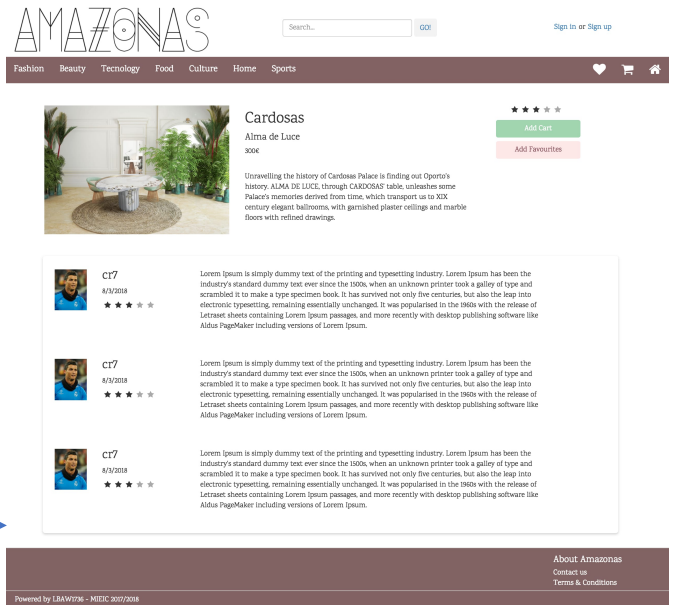 AMAZONAS
Search...
GO!
Sign in or Sign up
Fashion Beauty Tecnology Food Culture Home Sports
Cardosas
Alma de Luce
300€
Unravelling the history of Cardosas Palace is finding out Oporto's
history. ALMA DE LUCE, through CARDOSAS' table, unleashes some
Palace's memories derived from time, which transport us to XIX
century elegant ballrooms, with garnished plaster ceilings and marble
floors with refined drawings.
Add Cart
Add Favourites
cr7
8/3/2018
Lorem Ipsum is simply dummy text of the printing and typesetting industry. Lorem Ipsum has been the
industry's standard dummy text ever since the 1500s, when an unknown printer took a galley of type and
scrambled it to make a type specimen book. It has survived not only five centuries, but also the leap into
electronic typesetting, remaining essentially unchanged. It was popularised in the 1960s with the release of
Letraset sheets containing Lorem Ipsum passages, and more recently with desktop publishing software like
Aldus PageMaker including versions of Lorem Ipsum.
cr7
8/3/2018
Lorem Ipsum is simply dummy text of the printing and typesetting industry. Lorem Ipsum has been the
industry's standard dummy text ever since the 1500s, when an unknown printer took a galley of type and
scrambled it to make a type specimen book. It has survived not only five centuries, but also the leap into
electronic typesetting, remaining essentially unchanged. It was popularised in the 1960s with the release of
Letraset sheets containing Lorem Ipsum passages, and more recently with desktop publishing software like
Aldus PageMaker including versions of Lorem Ipsum.
cr7
8/3/2018
Lorem Ipsum is simply dummy text of the printing and typesetting industry. Lorem Ipsum has been the
industry's standard dummy text ever since the 1500s, when an unknown printer took a galley of type and
scrambled it to make a type specimen book. It has survived not only five centuries, but also the leap into
electronic typesetting, remaining essentially unchanged. It was popularised in the 1960s with the release of
Letraset sheets containing Lorem Ipsum passages, and more recently with desktop publishing software like
Aldus PageMaker including versions of Lorem Ipsum.
About Amazonas
Contact us
Terms & Conditions
Powered by LBAW1736 - MIEIC 2017/2018